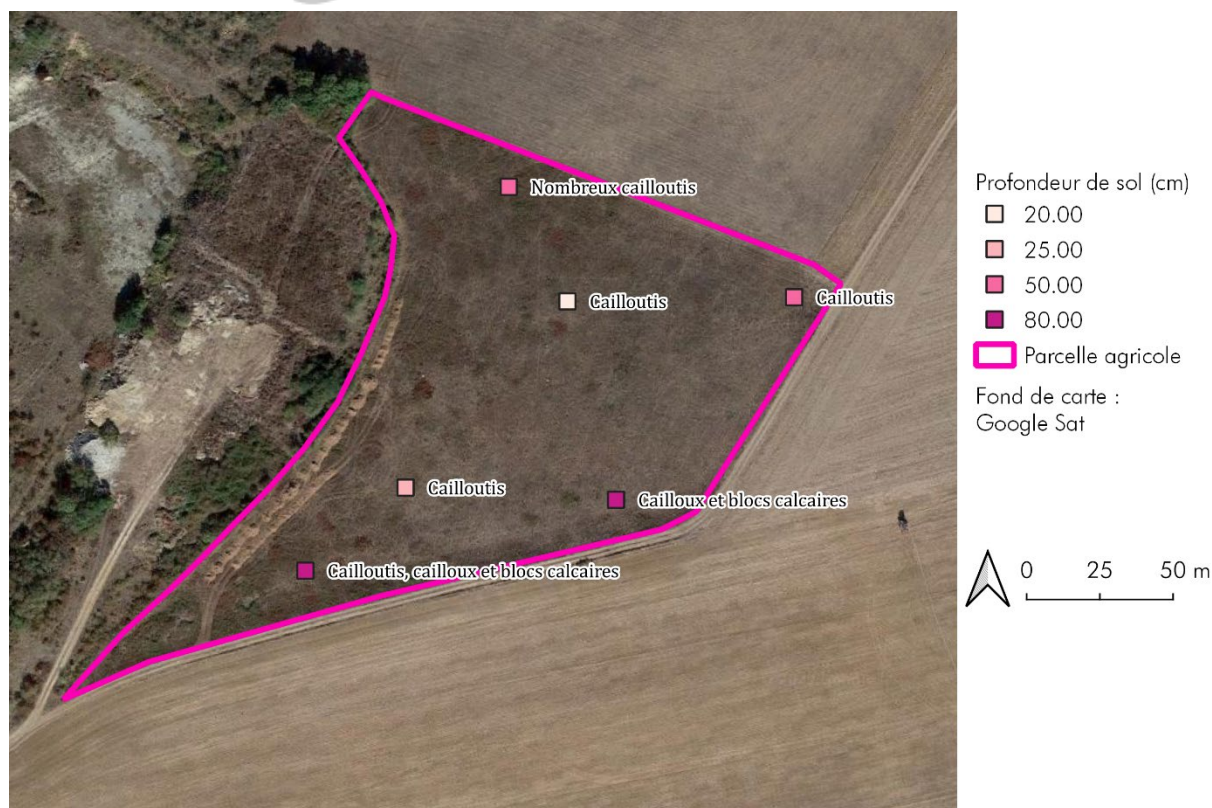 Nombreux cailloutis
Cailloutis
Cailloutis
Cailloutis
Cailloux et blocs calcaires
Cailloutis, cailloux et blocs calcaires
Profondeur de sol (cm)
20.00
25.00
50.00
80.00
Parcelle agricole
Fond de carte :
Google Sat
0 25 50 m